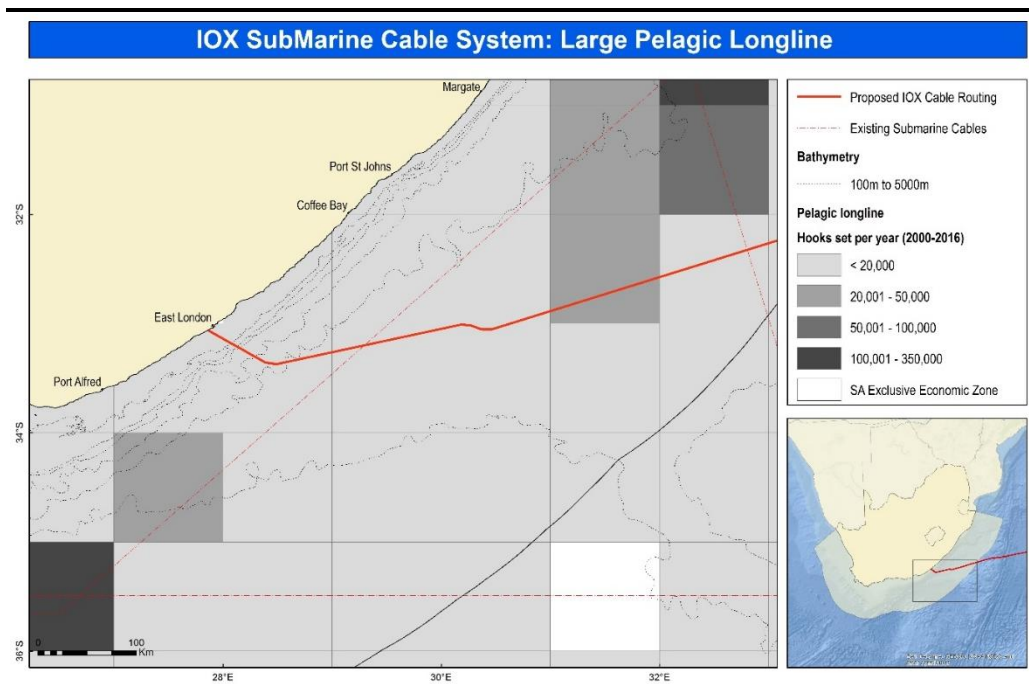 IOX SubMarine Cable System: Large Pelagic Longline
Margate
Port St Johns
Coffee Bay
East London
Port Alfred
32°S
34°S
36°S
0 100
Km
28°E
30°E
32°E
Proposed IOX Cable Routing
Existing Submarine Cables
Bathymetry
100m to 5000m
Pelagic longline
Hooks set per year (2000-2016)
< 20,000
20,001 - 50,000
50,001 - 100,000
100,001 - 350,000
SA Exclusive Economic Zone